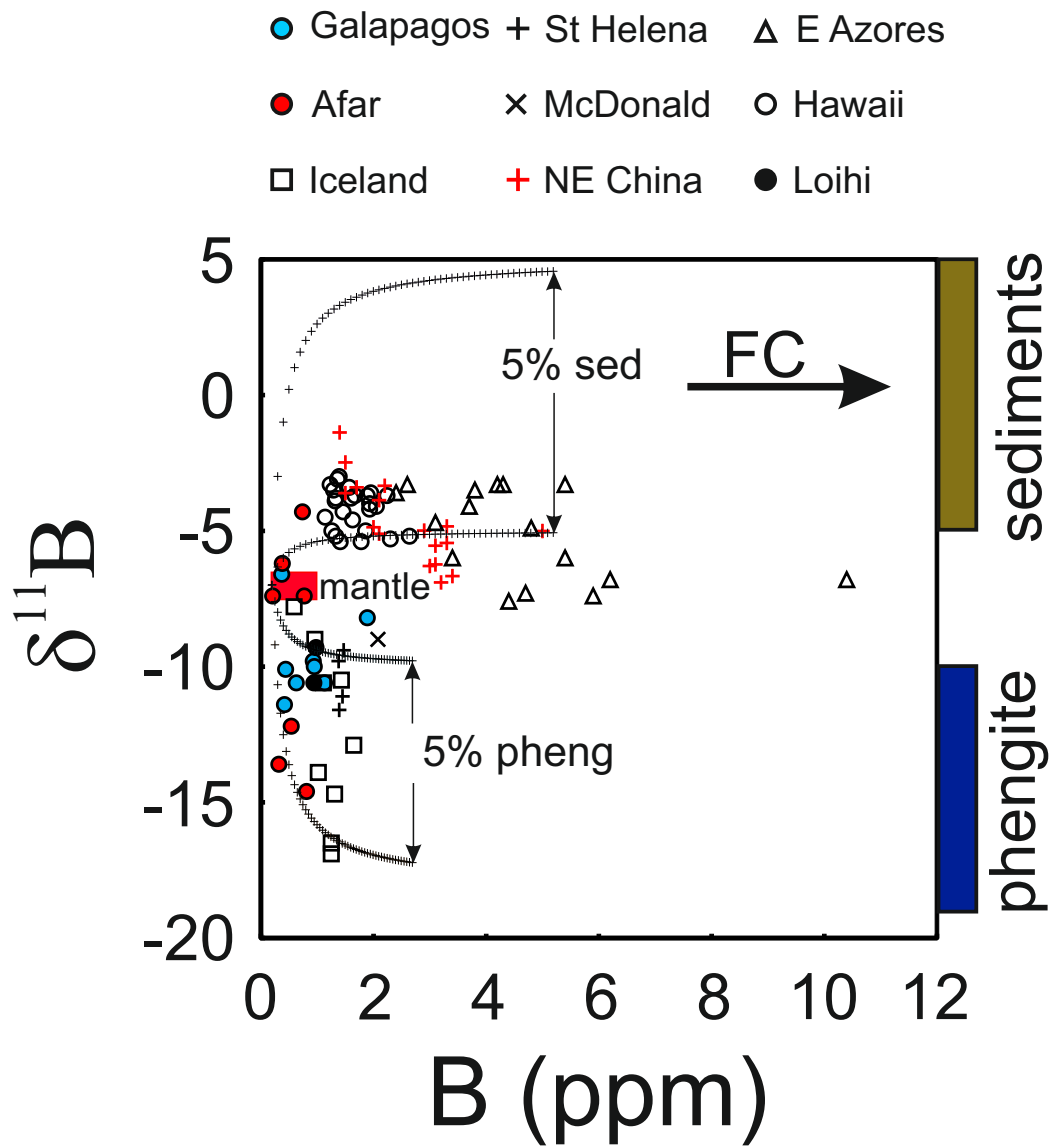 Galapagos St Helena E Azores
Afar McDonald Hawaii
Iceland NE China Loihi
5
0
-5
-10
-15
-20
δ¹¹B
5% sed
FC
mantle
5% pheng
sediments
phengite
0 2 4 6 8 10 12
B (ppm)